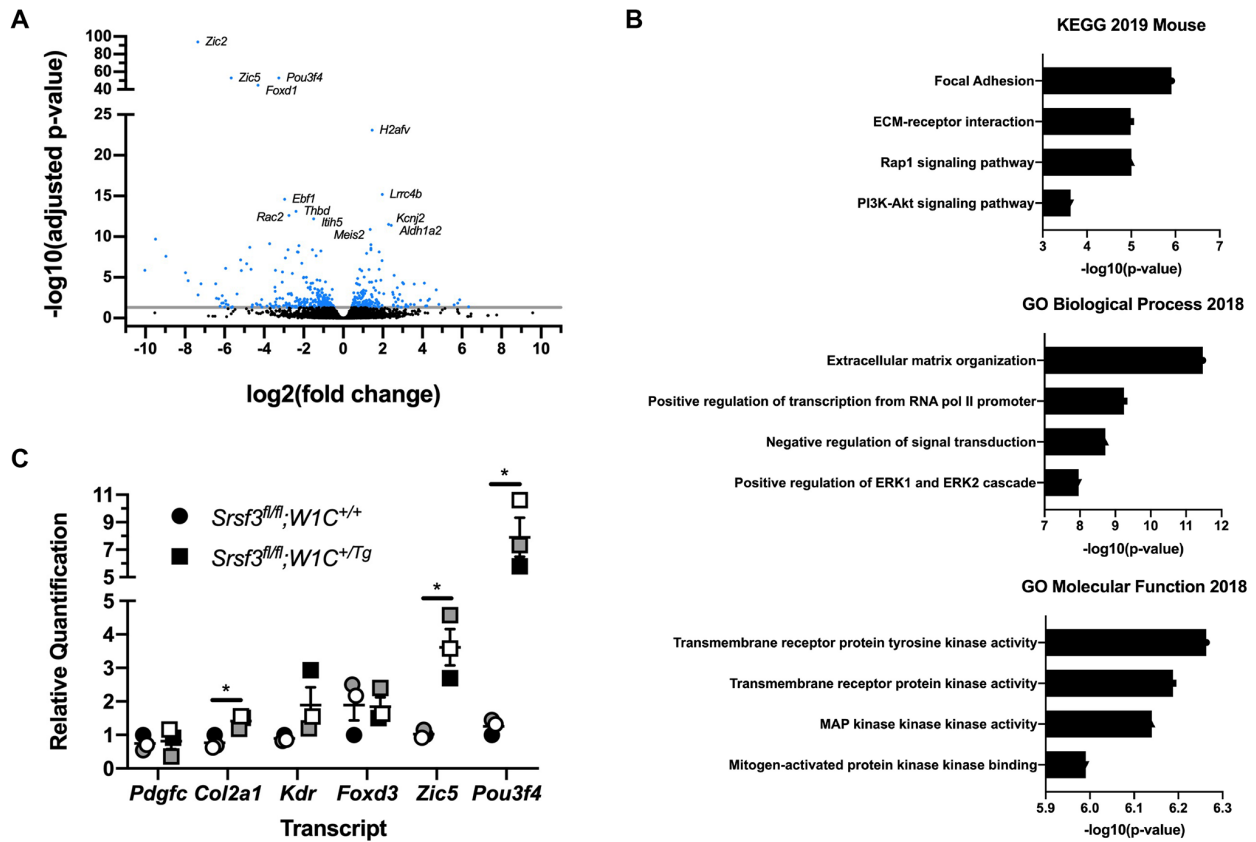 A
-log10(adjusted p-value)
100
80
60
40
25
20
15
10
5
0
Zic2
Zic5
Pou3f4
Foxd1
H2afv
Lrrc4b
Ebf1
Thbd
Rac2
Itih5
Kcnj2
Meis2
Aldh1a2
-10 -8 -6 -4 -2 0 2 4 6 8 10
log2(fold change)
B
KEGG 2019 Mouse
Focal Adhesion
ECM-receptor interaction
Rap1 signaling pathway
PI3K-Akt signaling pathway
3 4 5 6 7
-log10(p-value)
GO Biological Process 2018
Extracellular matrix organization
Positive regulation of transcription from RNA pol II promoter
Negative regulation of signal transduction
Positive regulation of ERK1 and ERK2 cascade
7 8 9 10 11 12
-log10(p-value)
GO Molecular Function 2018
Transmembrane receptor protein tyrosine kinase activity
Transmembrane receptor protein kinase activity
MAP kinase kinase kinase activity
Mitogen-activated protein kinase kinase binding
5.9 6.0 6.1 6.2 6.3
-log10(p-value)
C
Relative Quantification
11
9
7
5
5
4
3
2
1
0
Srsf3fl/fl;W1C+/+
Srsf3fl/fl;W1C+/Tg
*
*
*
Pdgfc Col2a1 Kdr Foxd3 Zic5 Pou3f4
Transcript